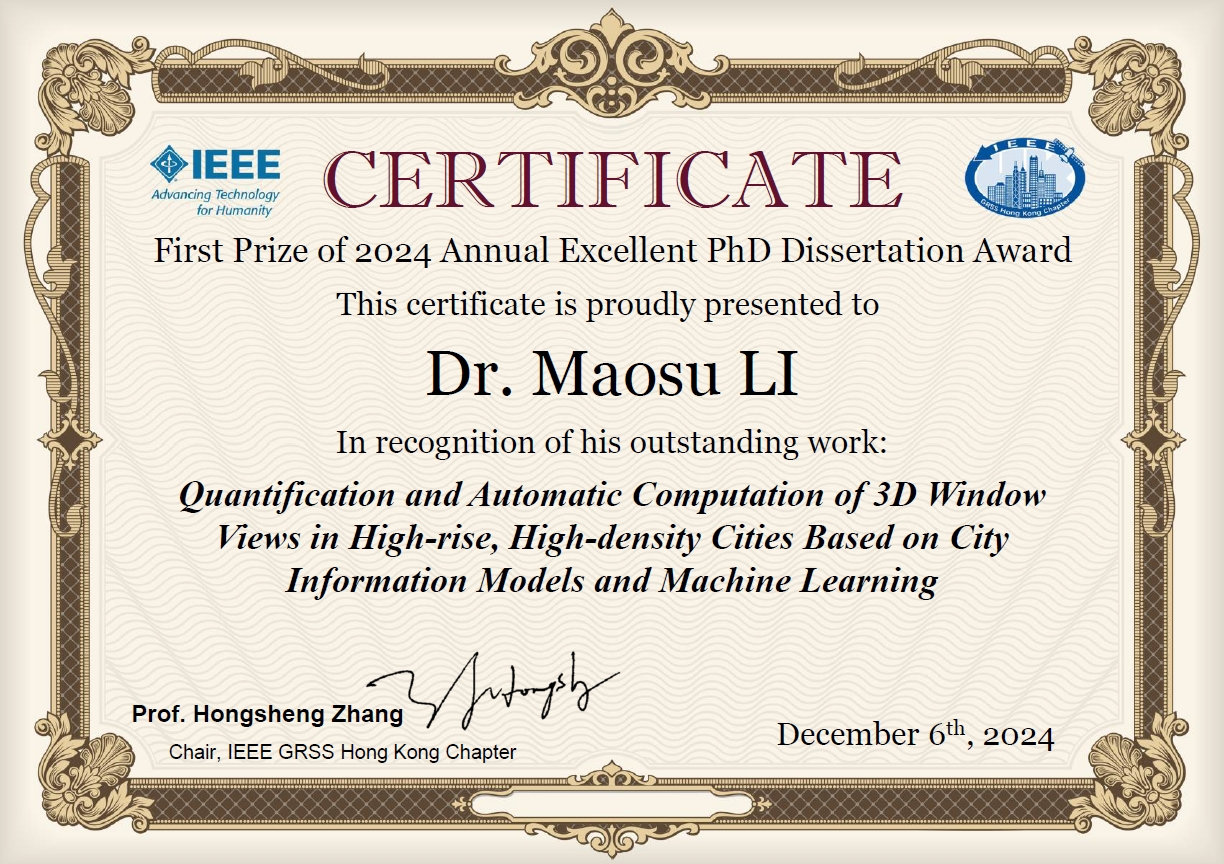 IEEE
Advancing Technology
for Humanity
CERTIFICATE
IEEE
GRSS Hong Kong Chapter
First Prize of 2024 Annual Excellent PhD Dissertation Award
This certificate is proudly presented to
Dr. Maosu LI
In recognition of his outstanding work:
Quantification and Automatic Computation of 3D Window
Views in High-rise, High-density Cities Based on City
Information Models and Machine Learning
Prof. Hongsheng Zhang
Chair, IEEE GRSS Hong Kong Chapter
December 6th, 2024